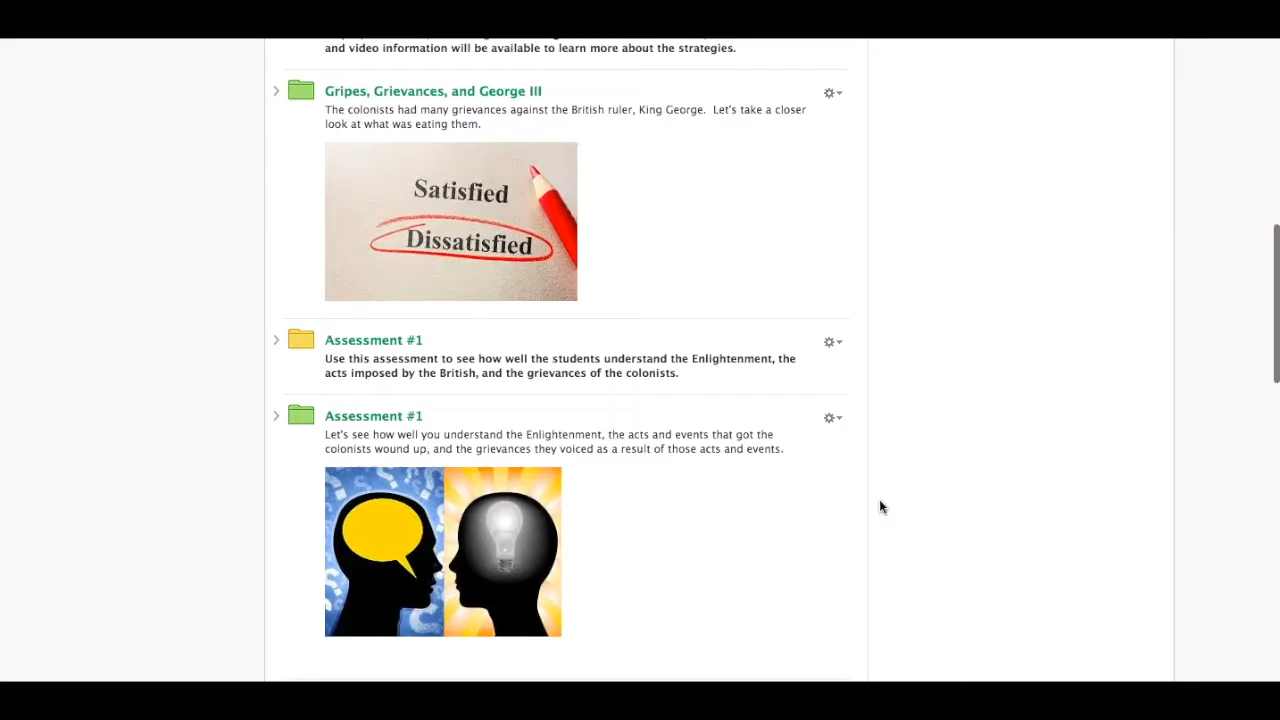 and video information will be available to learn more about the strategies.
Gripes, Grievances, and George III
The colonists had many grievances against the British ruler, King George.  Let's take a closer
look at what was eating them.
Satisfied
Dissatisfied
Assessment #1
Use this assessment to see how well the students understand the Enlightenment, the
acts imposed by the British, and the grievances of the colonists.
Assessment #1
Let's see how well you understand the Enlightenment, the acts and events that got the
colonists wound up, and the grievances they voiced as a result of those acts and events.